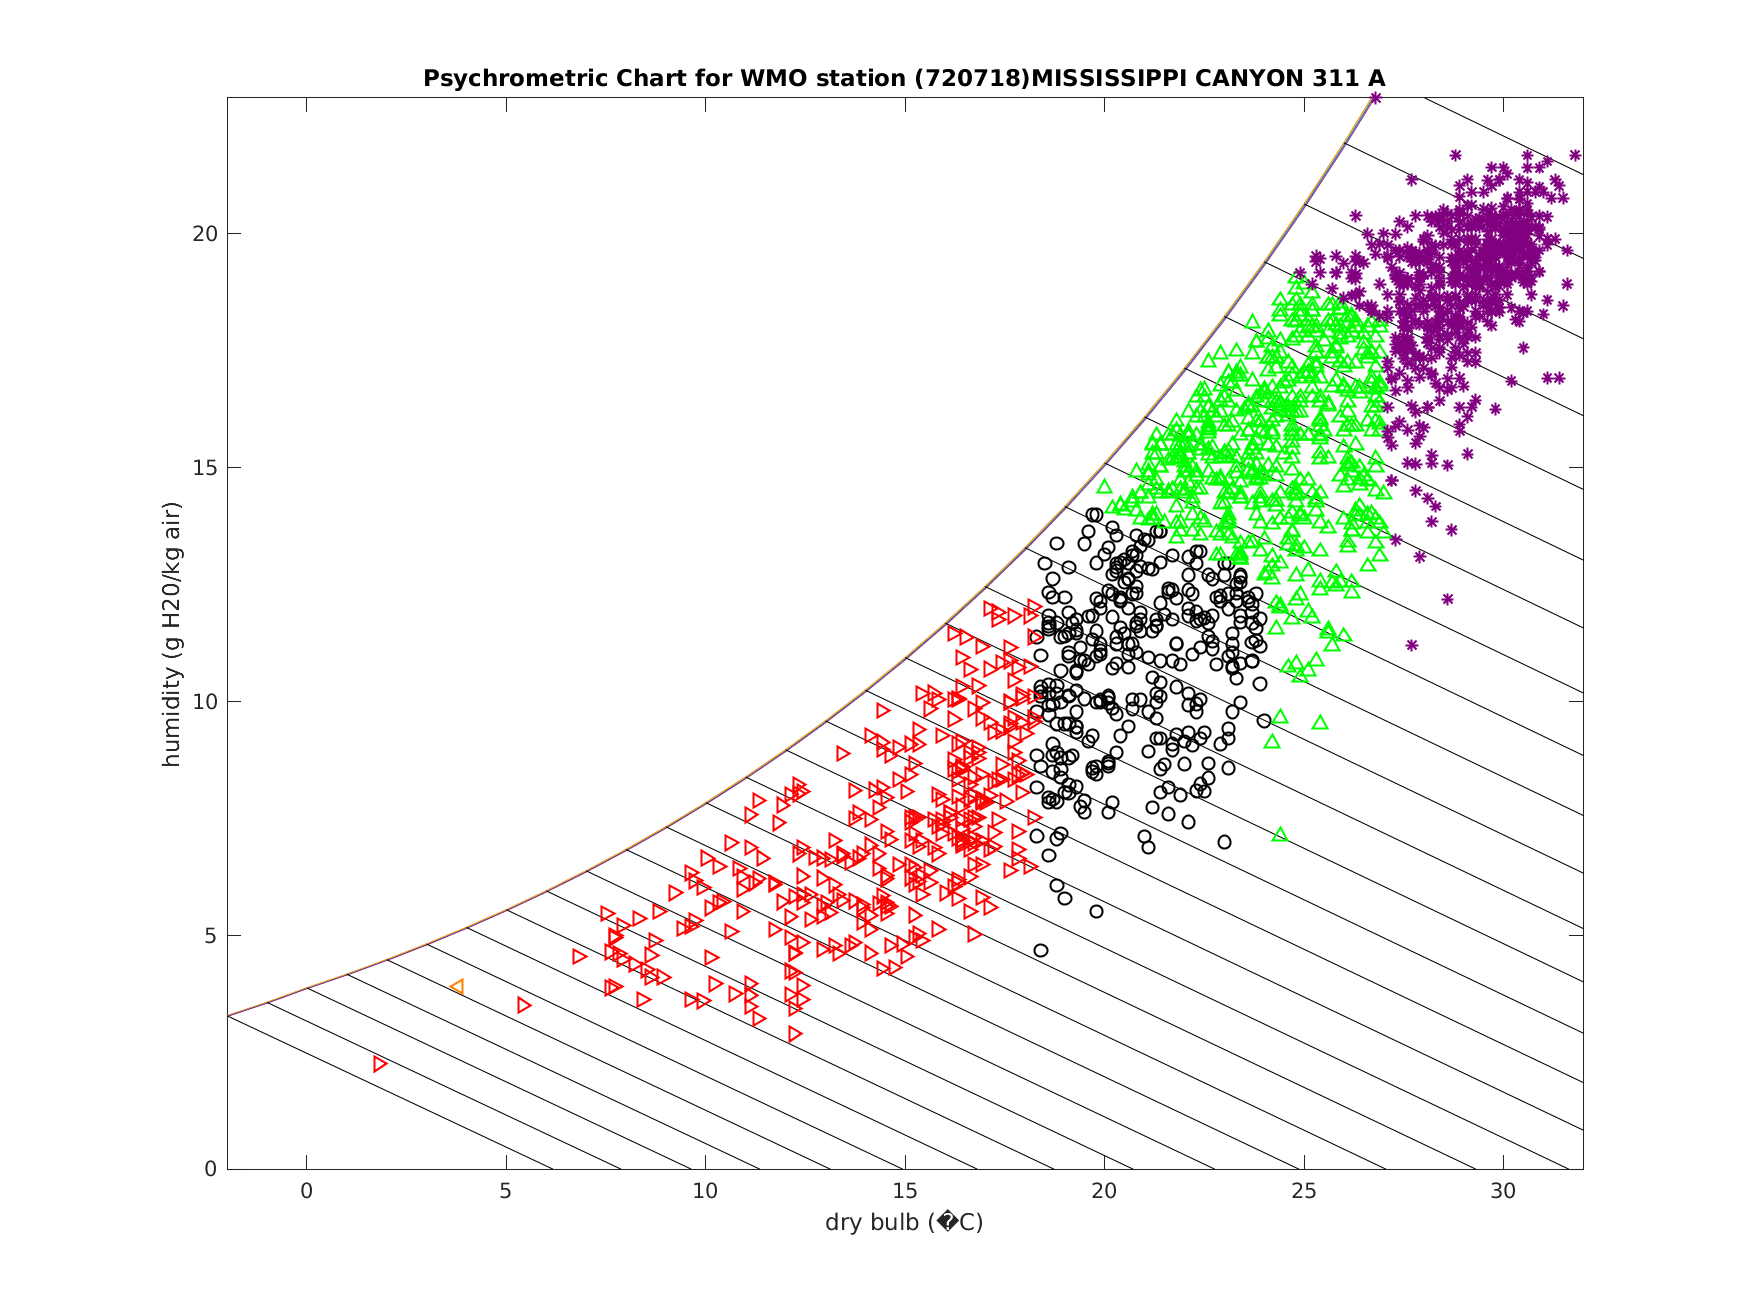 Psychrometric Chart for WMO station (720718)MISSISSIPPI CANYON 311 A
humidity (g H20/kg air)
20
15
10
5
0
0 5 10 15 20 25 30
dry bulb (�C)